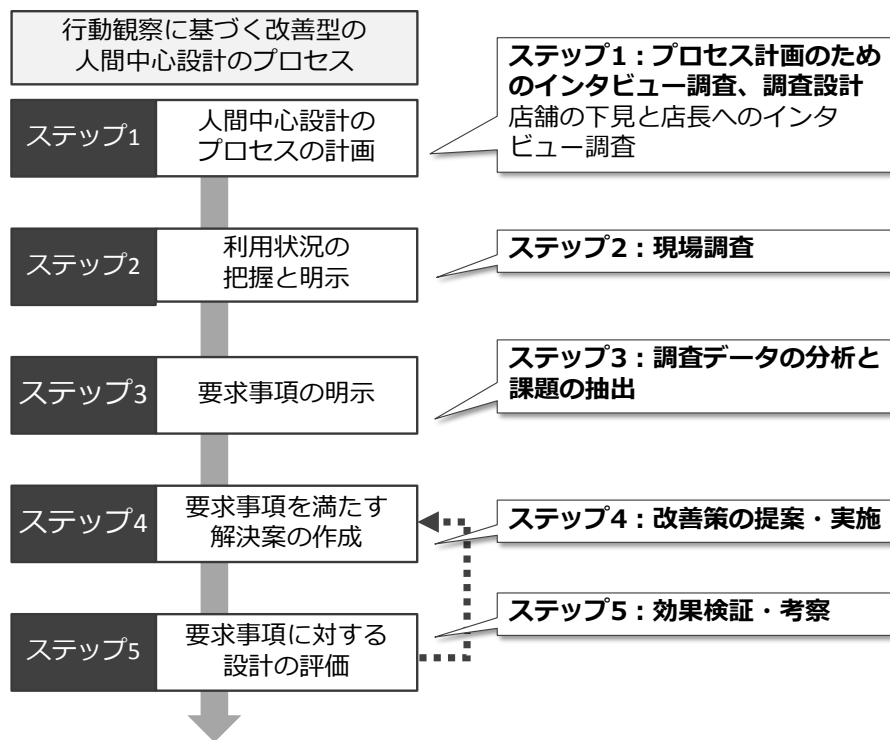 行動観察に基づく改善型の
人間中心設計のプロセス
ステップ1
人間中心設計の
プロセスの計画
ステップ1：プロセス計画のため
のインタビュー調査、調査設計
店舗の下見と店長へのインタ
ビュー調査
ステップ2
利用状況の
把握と明示
ステップ2：現場調査
ステップ3
要求事項の明示
ステップ3：調査データの分析と
課題の抽出
ステップ4
要求事項を満たす
解決案の作成
ステップ4：改善策の提案・実施
ステップ5
要求事項に対する
設計の評価
ステップ5：効果検証・考察